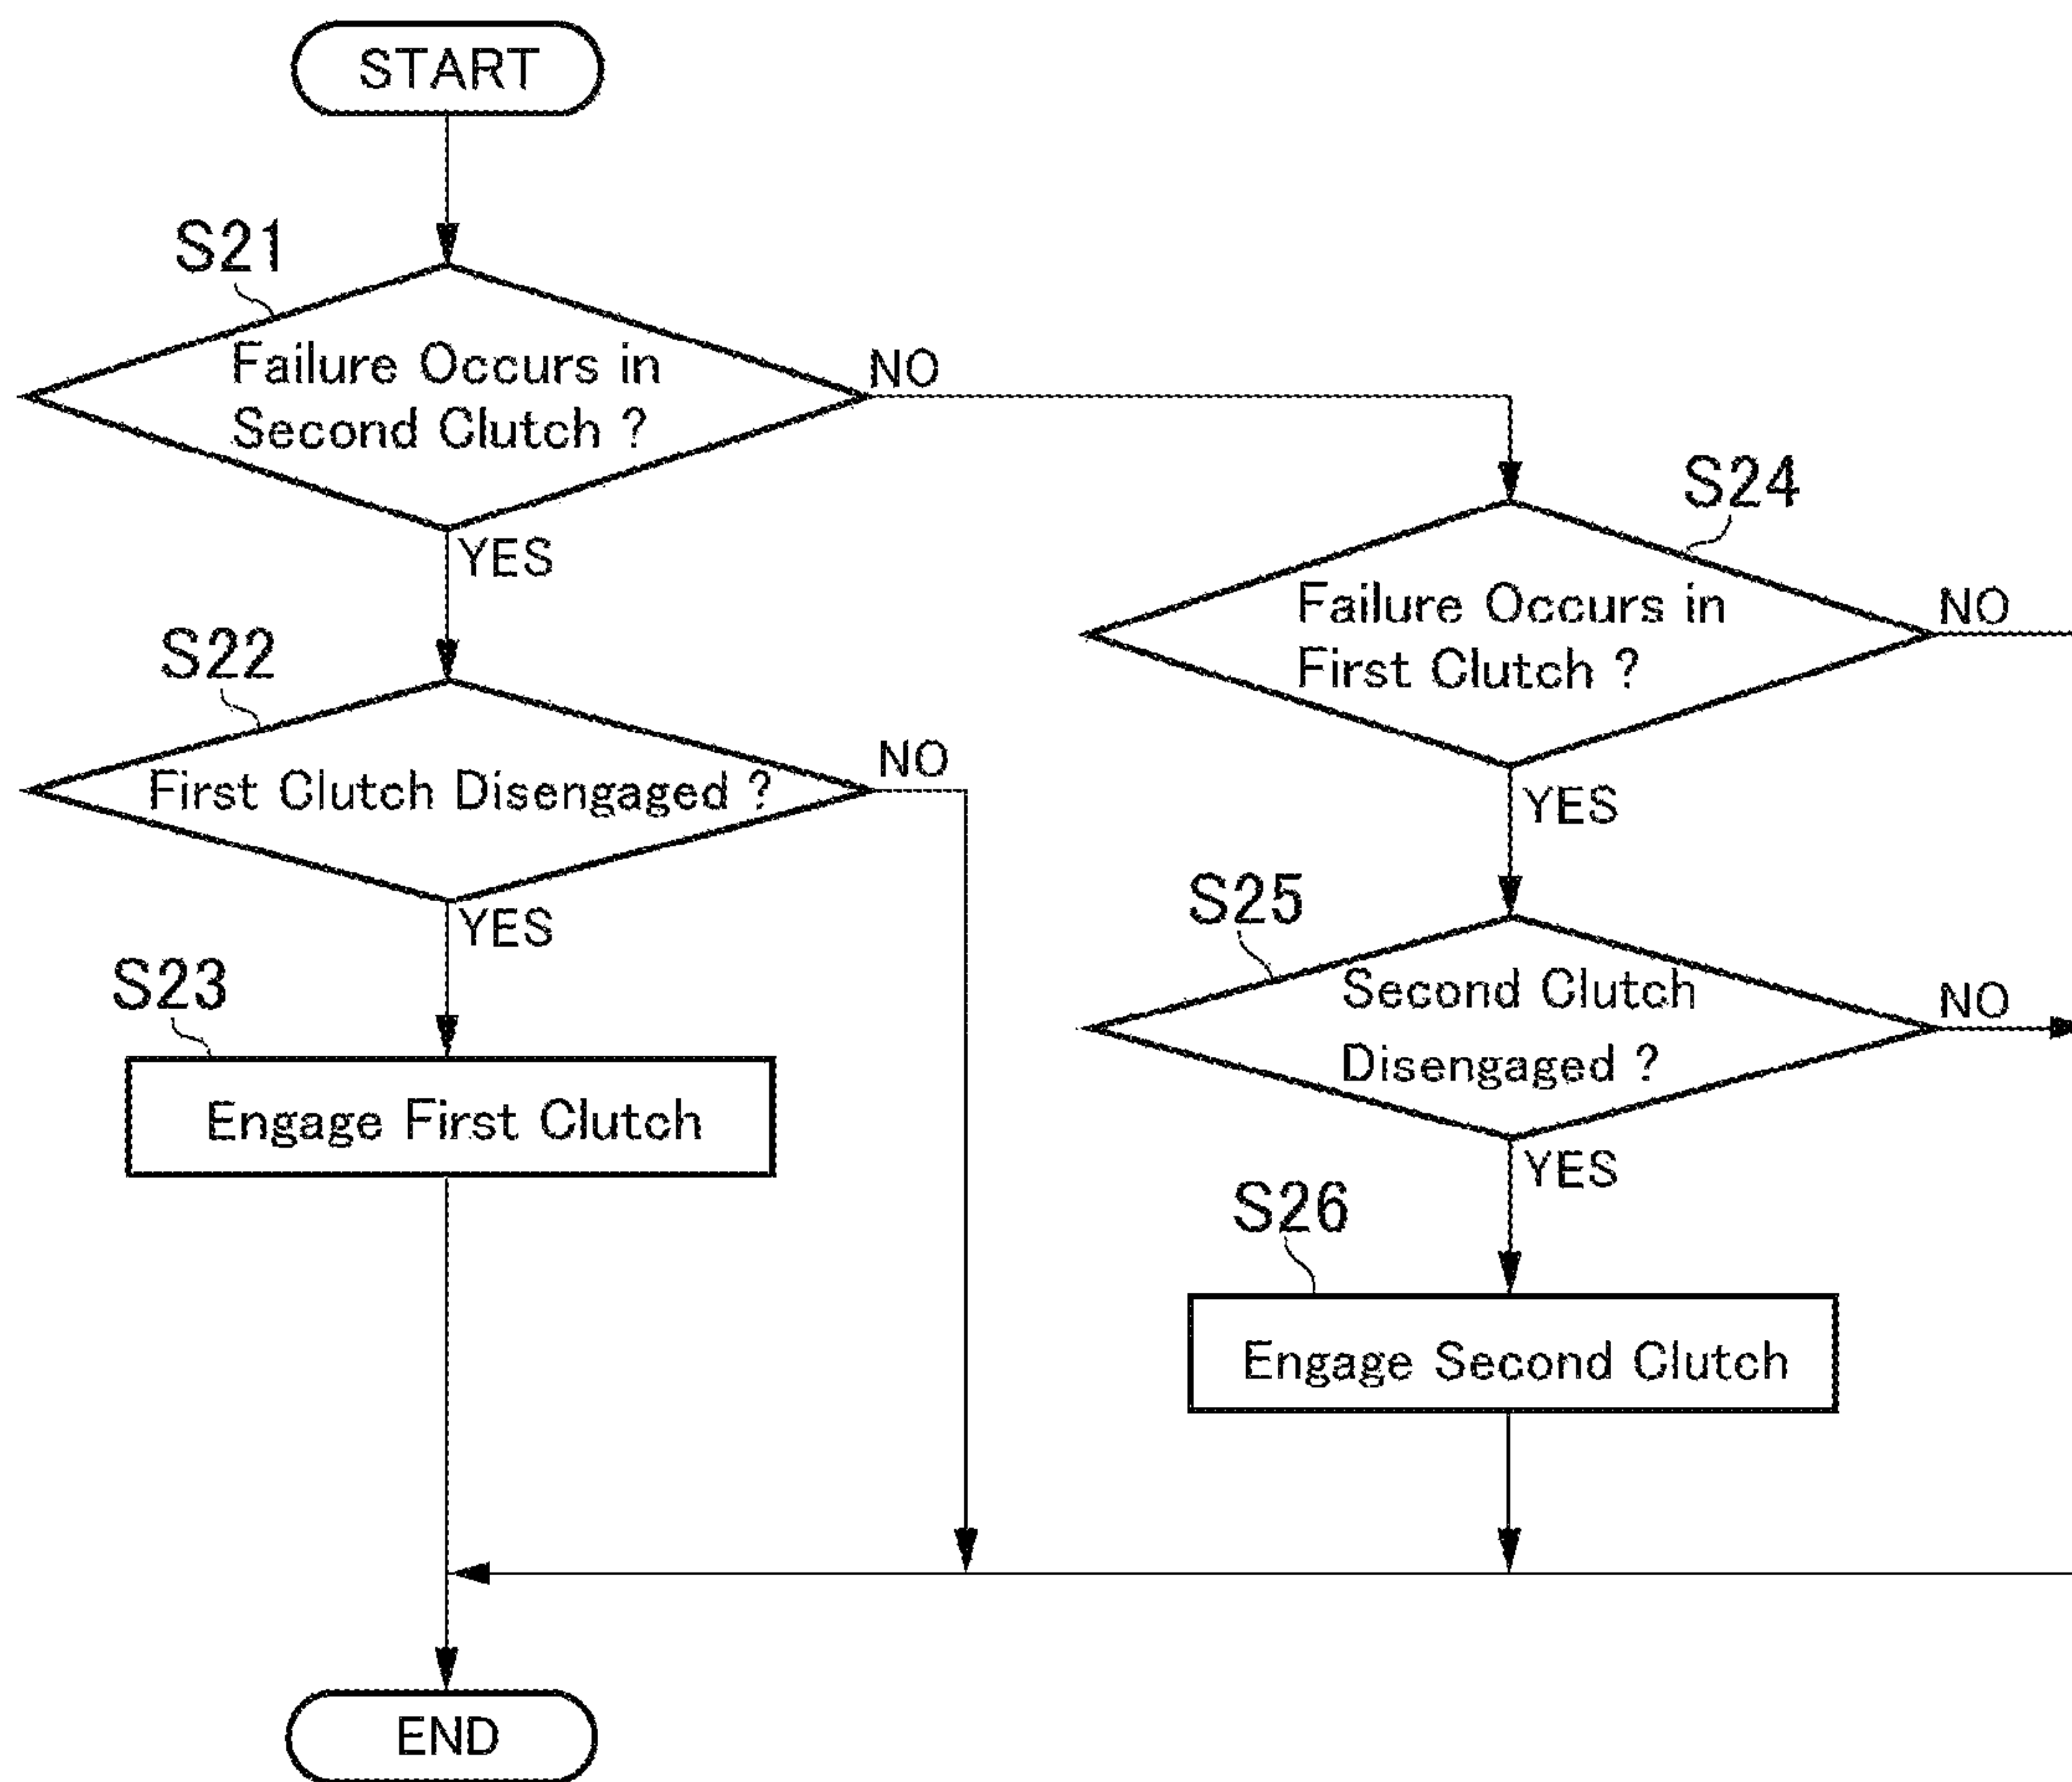 START
S21
Failure Occurs in
Second Clutch ?
NO
YES
S22
First Clutch Disengaged ?
NO
YES
S23
Engage First Clutch
S24
Failure Occurs in
First Clutch ?
NO
YES
S25
Second Clutch
Disengaged ?
NO
YES
S26
Engage Second Clutch
END